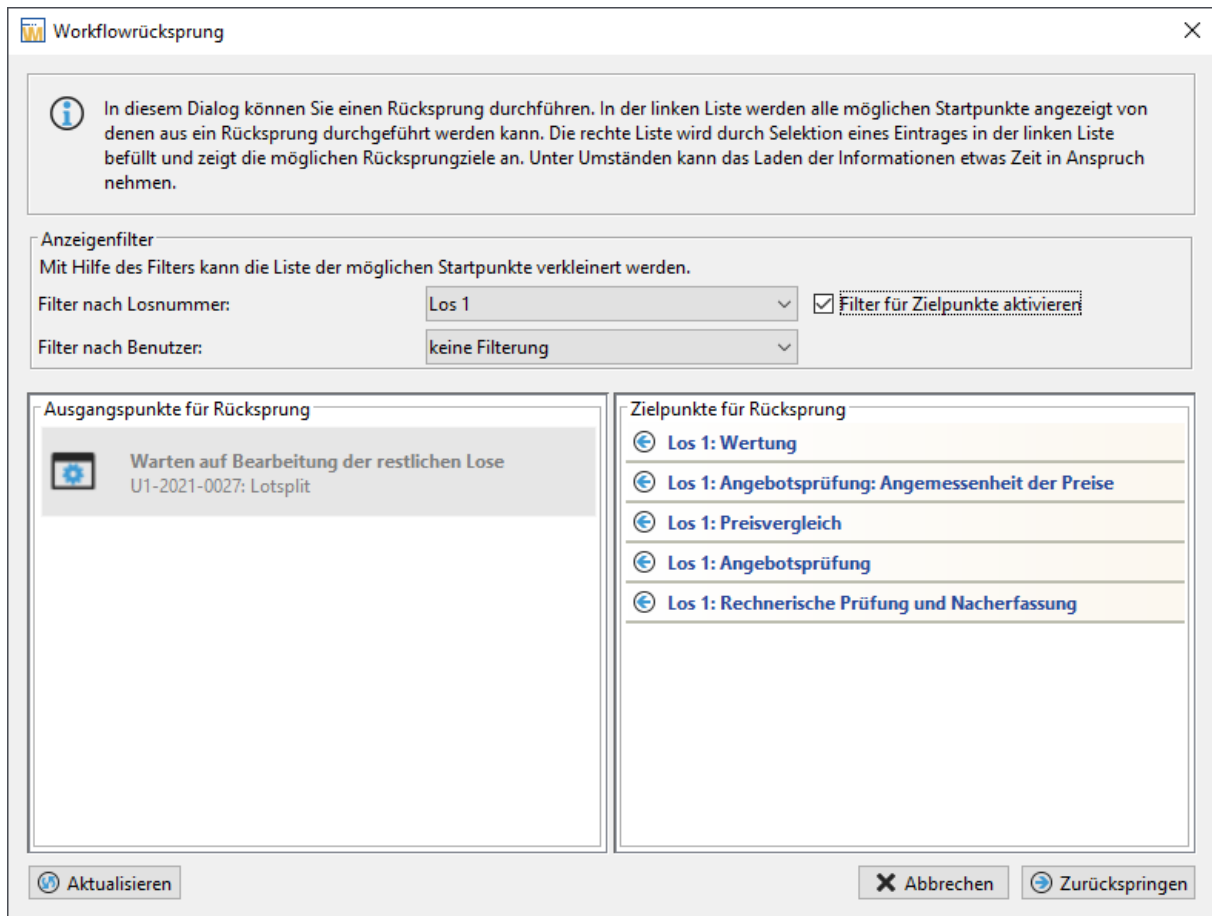 Workflowrücksprung
In diesem Dialog können Sie einen Rücksprung durchführen. In der linken Liste werden alle möglichen Startpunkte angezeigt von
denen aus ein Rücksprung durchgeführt werden kann. Die rechte Liste wird durch Selektion eines Eintrages in der linken Liste
befüllt und zeigt die möglichen Rücksprungziele an. Unter Umständen kann das Laden der Informationen etwas Zeit in Anspruch
nehmen.
Anzeigenfilter
Mit Hilfe des Filters kann die Liste der möglichen Startpunkte verkleinert werden.
Filter nach Losnummer: Los 1 Filter für Zielpunkte aktivieren
Filter nach Benutzer: keine Filterung
Ausgangspunkte für Rücksprung
Warten auf Bearbeitung der restlichen Lose
U1-2021-0027: Lotsplit
Zielpunkte für Rücksprung
Los 1: Wertung
Los 1: Angebotsprüfung: Angemessenheit der Preise
Los 1: Preisvergleich
Los 1: Angebotsprüfung
Los 1: Rechnerische Prüfung und Nacherfassung
Aktualisieren Abbrechen Zurückspringen